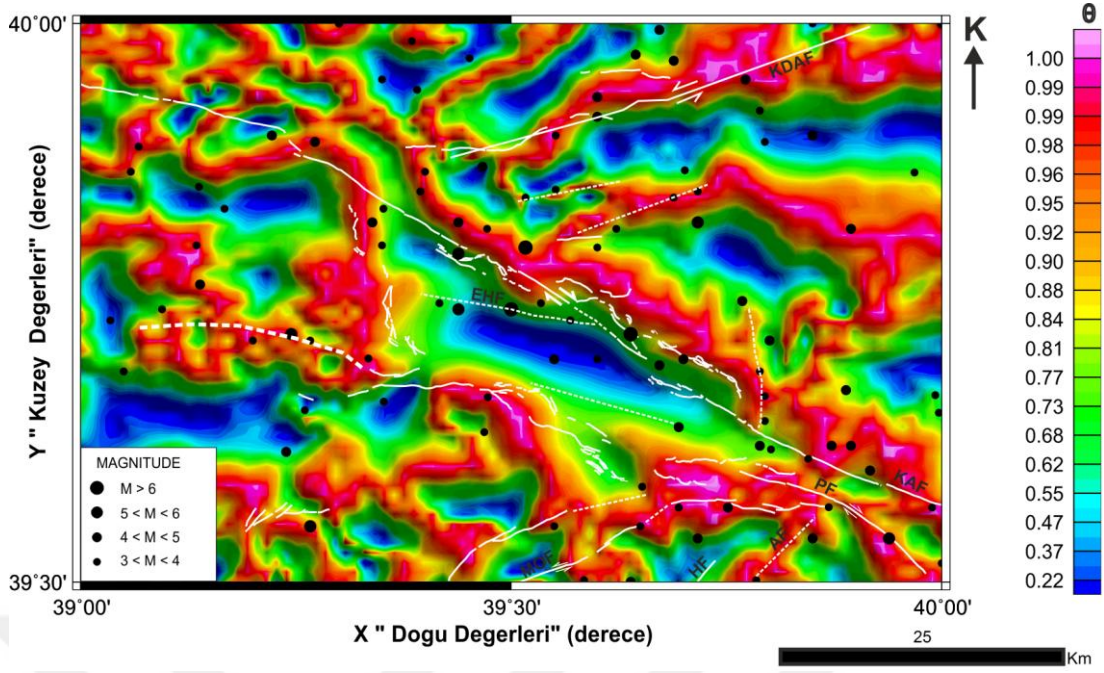 40°00'
K
θ
KDAF
1.00
0.99
0.99
0.98
0.96
0.95
0.92
0.90
0.88
0.84
0.81
0.77
0.73
0.68
0.62
0.55
0.47
0.37
0.22
Y " Kuzey Degerleri" (derece)
EHF
MAGNITUDE
M > 6
5 < M < 6
4 < M < 5
3 < M < 4
KAF
PF
AF
HF
MOF
39°30'
39°00'
39°30'
40°00'
X " Dogu Degerleri" (derece)
25
Km